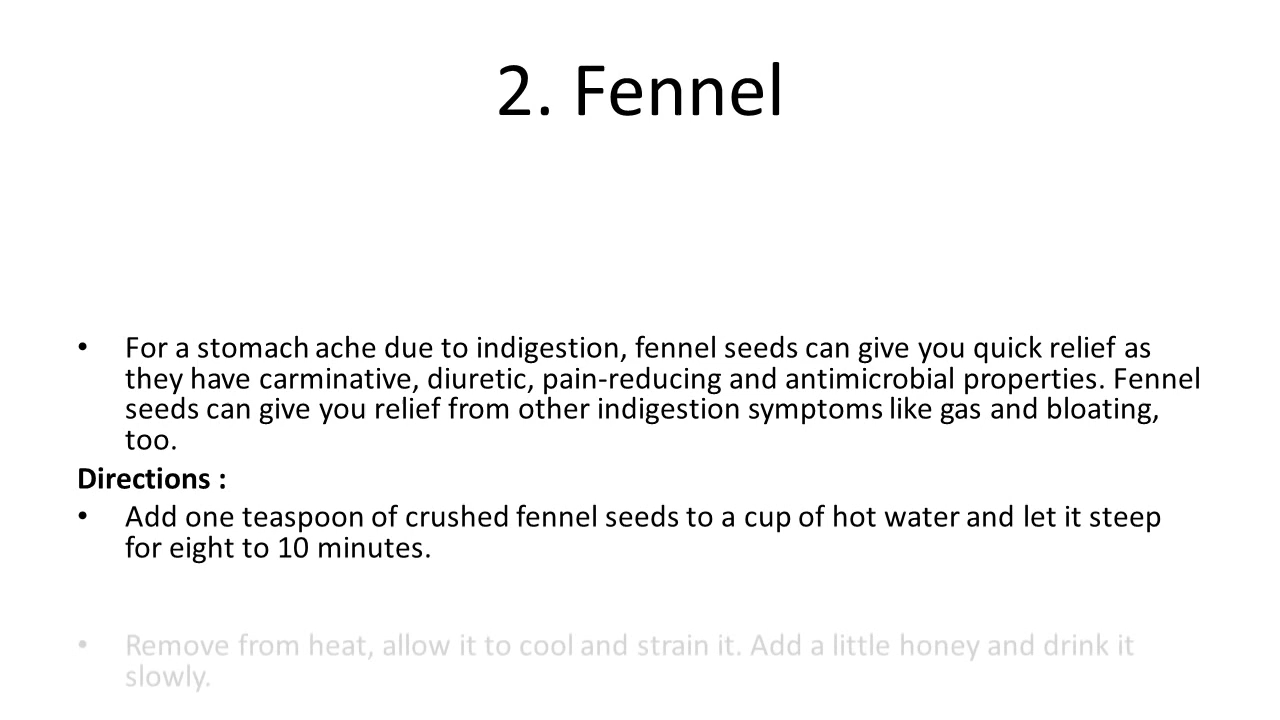 2. Fennel
• For a stomach ache due to indigestion, fennel seeds can give you quick relief as
they have carminative, diuretic, pain-reducing and antimicrobial properties. Fennel
seeds can give you relief from other indigestion symptoms like gas and bloating,
too.
Directions :
• Add one teaspoon of crushed fennel seeds to a cup of hot water and let it steep
for eight to 10 minutes.
• Remove from heat, allow it to cool and strain it. Add a little honey and drink it
slowly.